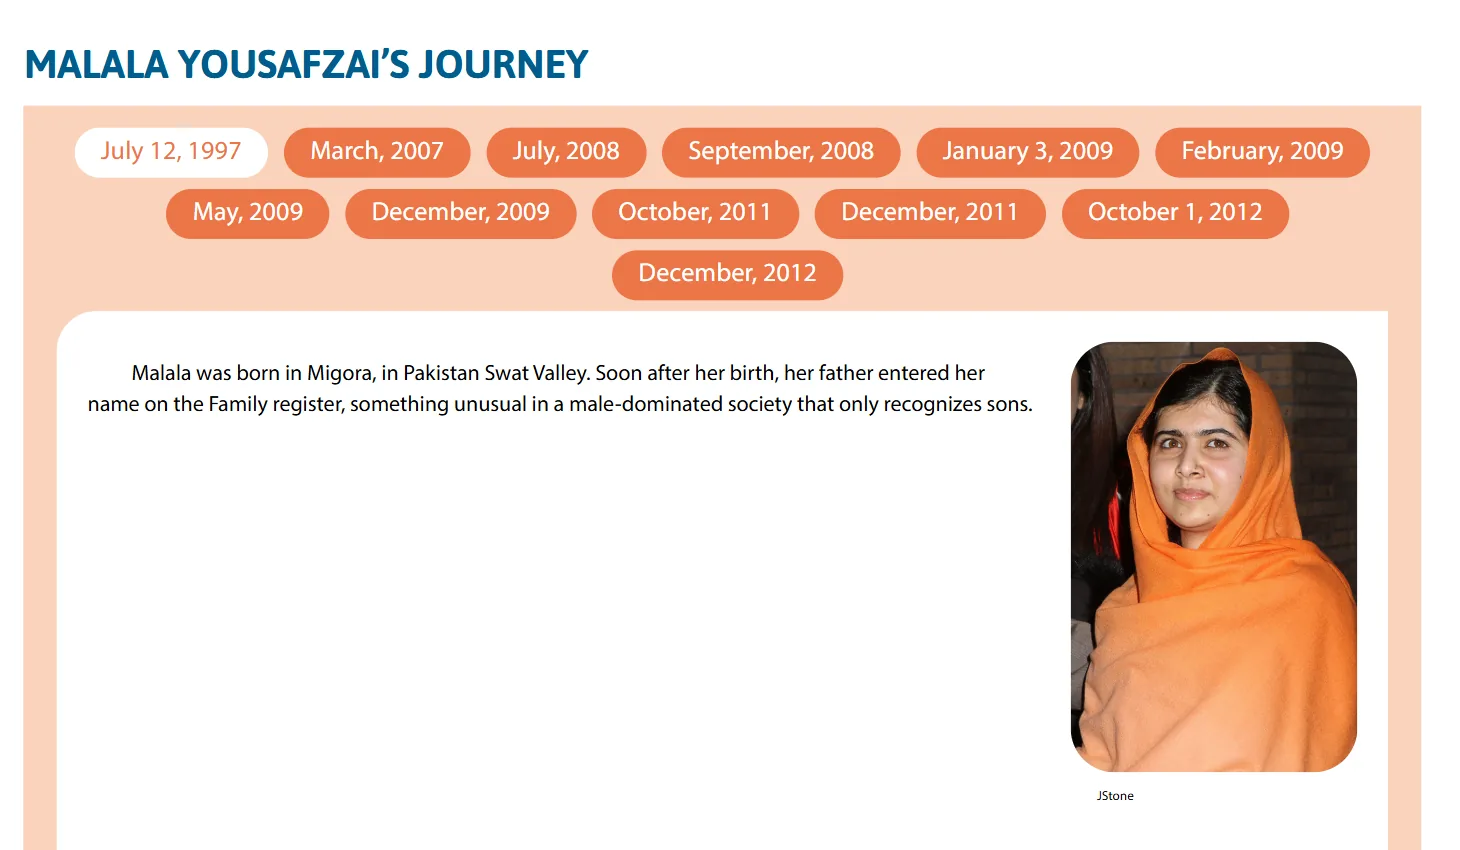 MALALA YOUSAFZAI’S JOURNEY
July 12, 1997
March, 2007
July, 2008
September, 2008
January 3, 2009
February, 2009
May, 2009
December, 2009
October, 2011
December, 2011
October 1, 2012
December, 2012
Malala was born in Migora, in Pakistan Swat Valley. Soon after her birth, her father entered her
name on the Family register, something unusual in a male-dominated society that only recognizes sons.
JStone